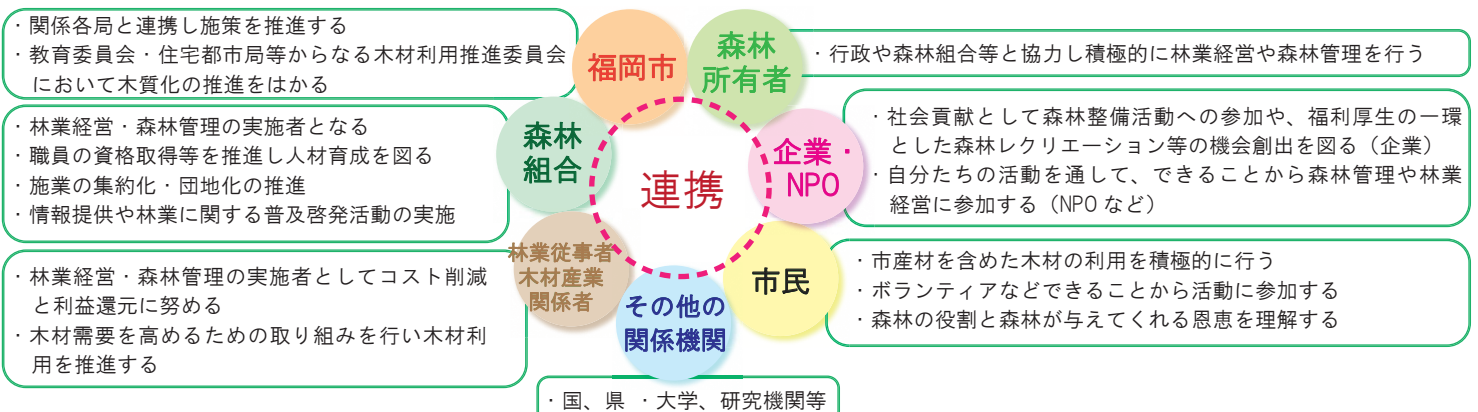 ・関係各局と連携し施策を推進する
・教育委員会・住宅都市局等からなる木材利用推進委員会
において木質化の推進をはかる
福岡市
森林
所有者
・行政や森林組合等と協力し積極的に林業経営や森林管理を行う
・林業経営・森林管理の実施者となる
・職員の資格取得等を推進し人材育成を図る
・施業の集約化・団地化の推進
・情報提供や林業に関する普及啓発活動の実施
森林
組合
連携
企業・
NPO
・社会貢献として森林整備活動への参加や、福利厚生の一環
とした森林レクリエーション等の機会創出を図る（企業）
・自分たちの活動を通して、できることから森林管理や林業
経営に参加する（NPO など）
・林業経営・森林管理の実施者としてコスト削減
と利益還元に努める
・木材需要を高めるための取り組みを行い木材利
用を推進する
林業従事者
木材産業
関係者
その他の
関係機関
市民
・市産材を含めた木材の利用を積極的に行う
・ボランティアなどできることから活動に参加する
・森林の役割と森林が与えてくれる恩恵を理解する
・国、県 ・大学、研究機関等